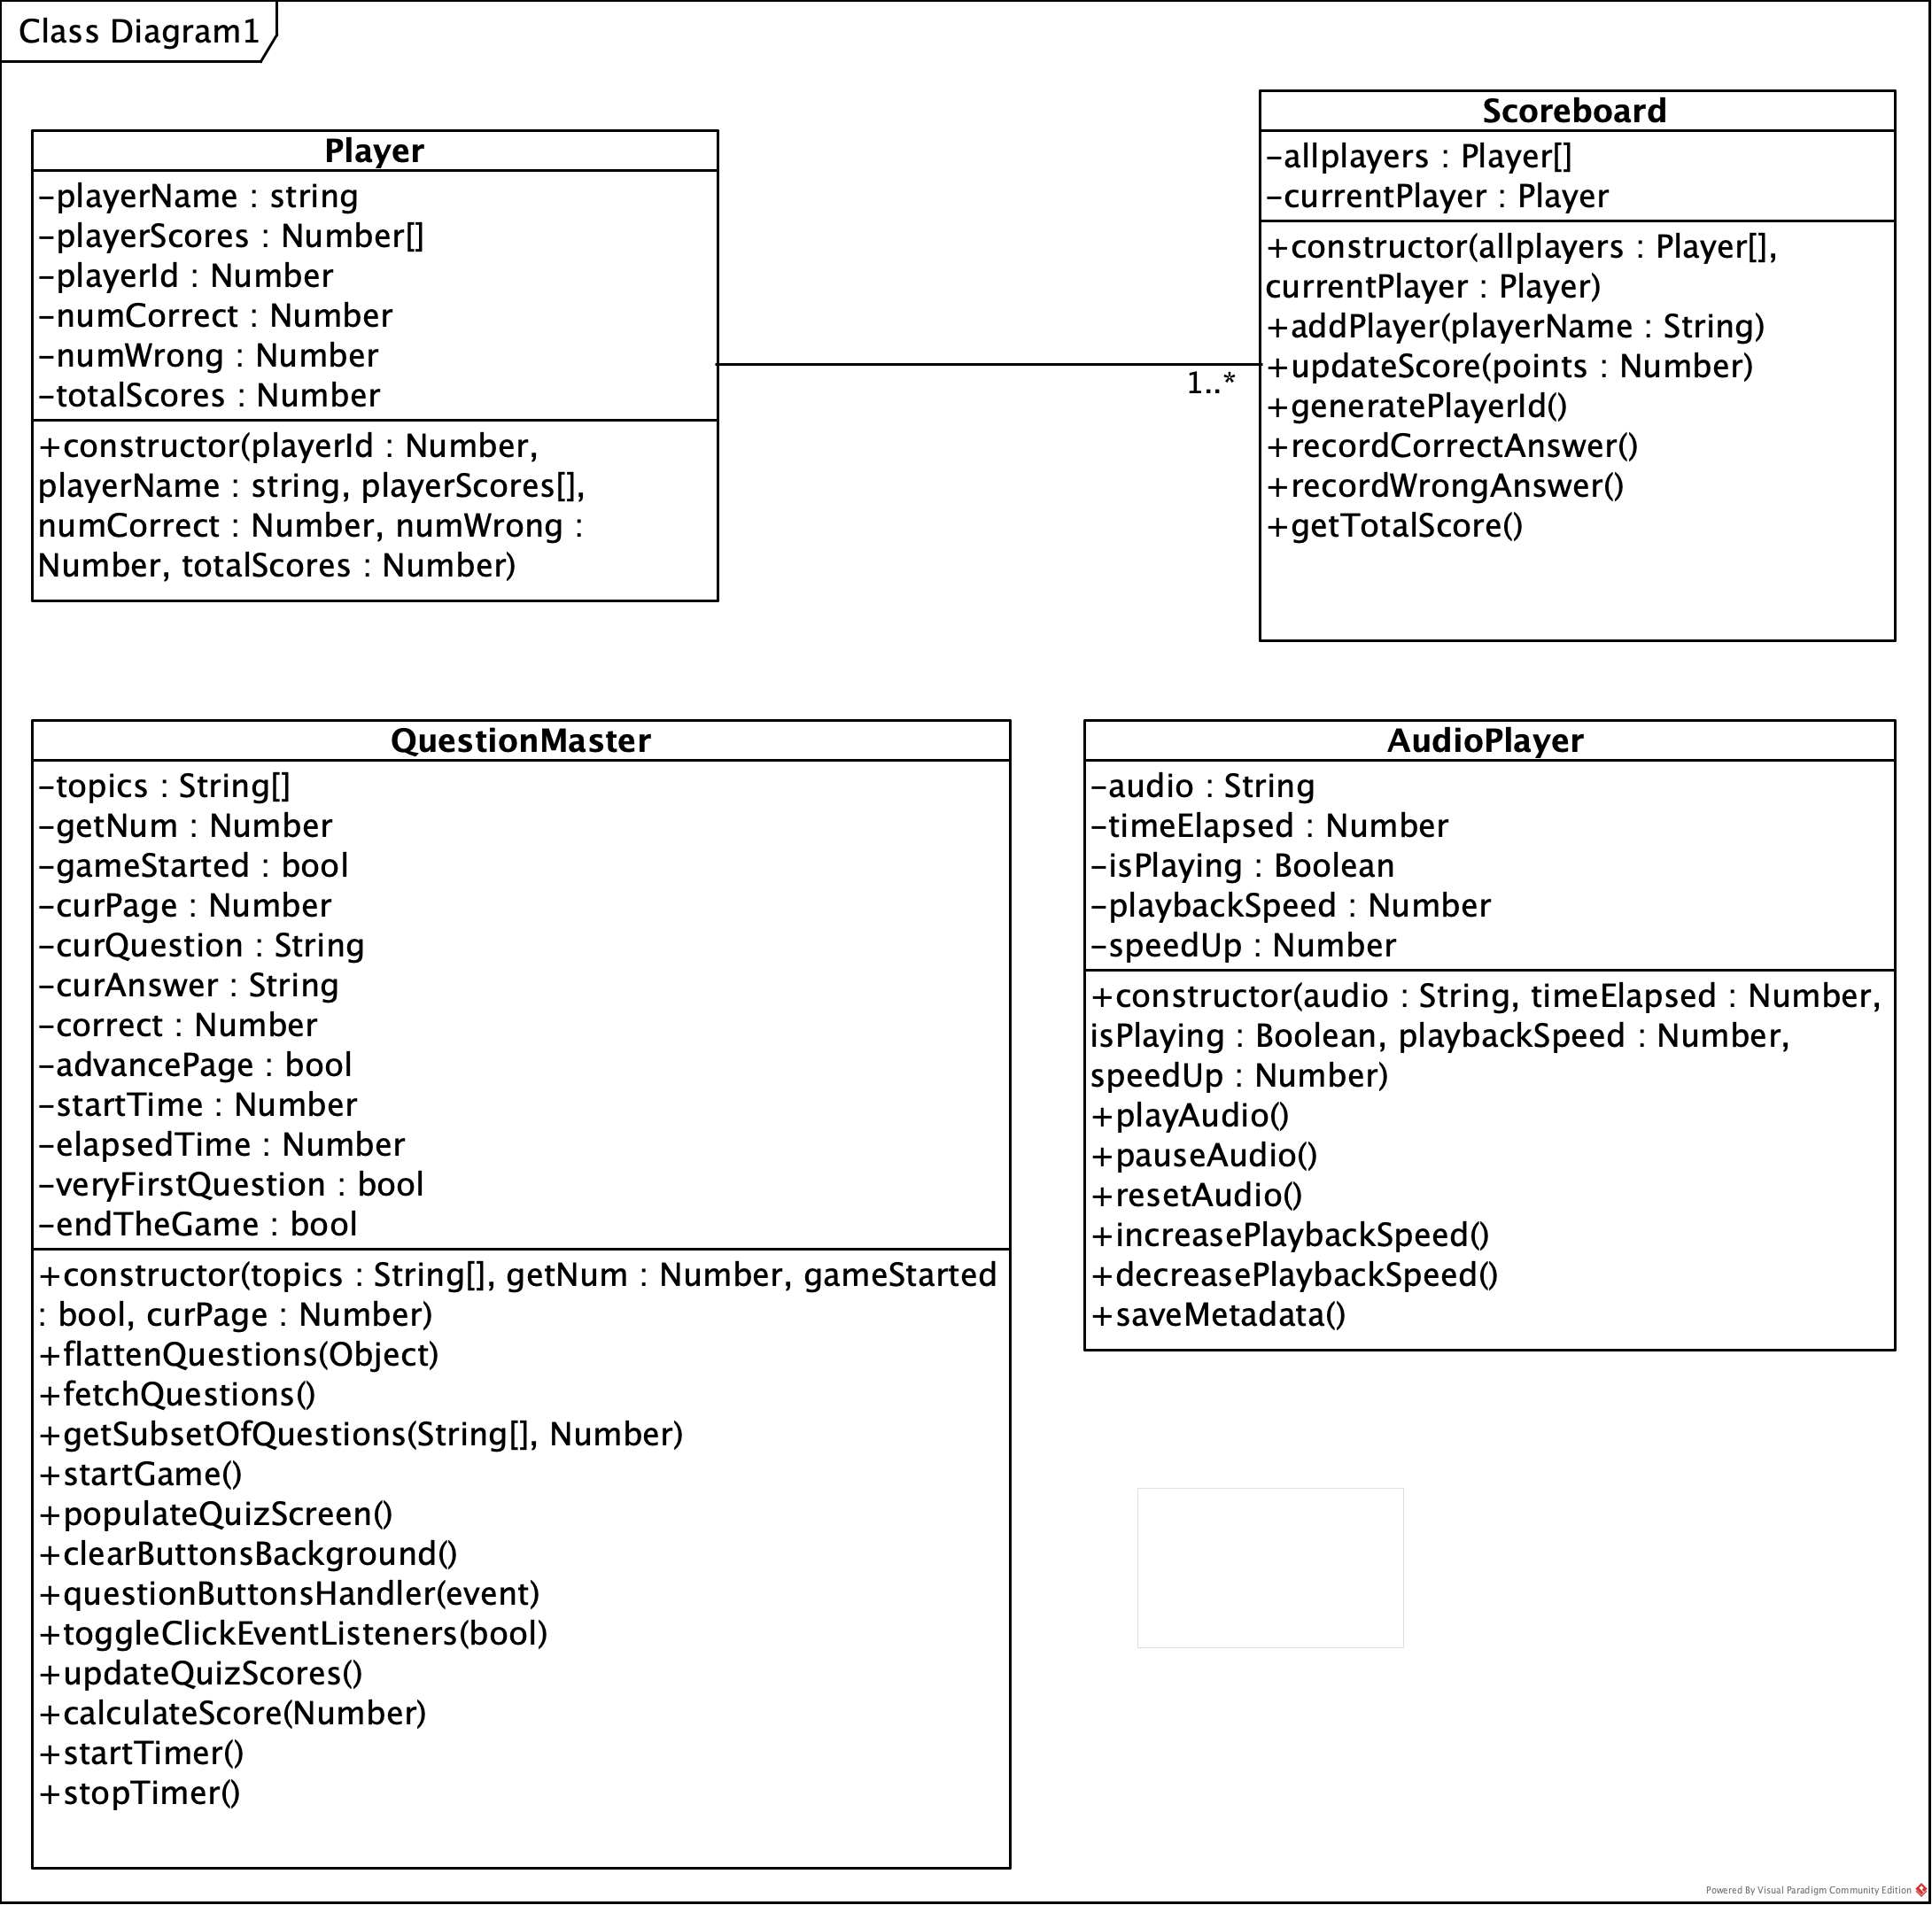 Class Diagram1
Player
-playerName : string
-playerScores : Number[]
-playerId : Number
-numCorrect : Number
-numWrong : Number
-totalScores : Number
+constructor(playerId : Number,
playerName : string, playerScores[],
numCorrect : Number, numWrong :
Number, totalScores : Number)
1..*
Scoreboard
-allplayers : Player[]
-currentPlayer : Player
+constructor(allplayers : Player[],
currentPlayer : Player)
+addPlayer(playerName : String)
+updateScore(points : Number)
+generatePlayerId()
+recordCorrectAnswer()
+recordWrongAnswer()
+getTotalScore()
QuestionMaster
-topics : String[]
-getNum : Number
-gameStarted : bool
-curPage : Number
-curQuestion : String
-curAnswer : String
-correct : Number
-advancePage : bool
-startTime : Number
-elapsedTime : Number
-veryFirstQuestion : bool
-endTheGame : bool
+constructor(topics : String[], getNum : Number, gameStarted
: bool, curPage : Number)
+flattenQuestions(Object)
+fetchQuestions()
+getSubsetOfQuestions(String[], Number)
+startGame()
+populateQuizScreen()
+clearButtonsBackground()
+questionButtonsHandler(event)
+toggleClickEventListeners(bool)
+updateQuizScores()
+calculateScore(Number)
+startTimer()
+stopTimer()
AudioPlayer
-audio : String
-timeElapsed : Number
-isPlaying : Boolean
-playbackSpeed : Number
-speedUp : Number
+constructor(audio : String, timeElapsed : Number,
isPlaying : Boolean, playbackSpeed : Number,
speedUp : Number)
+playAudio()
+pauseAudio()
+resetAudio()
+increasePlaybackSpeed()
+decreasePlaybackSpeed()
+saveMetadata()
Powered By Visual Paradigm Community Edition